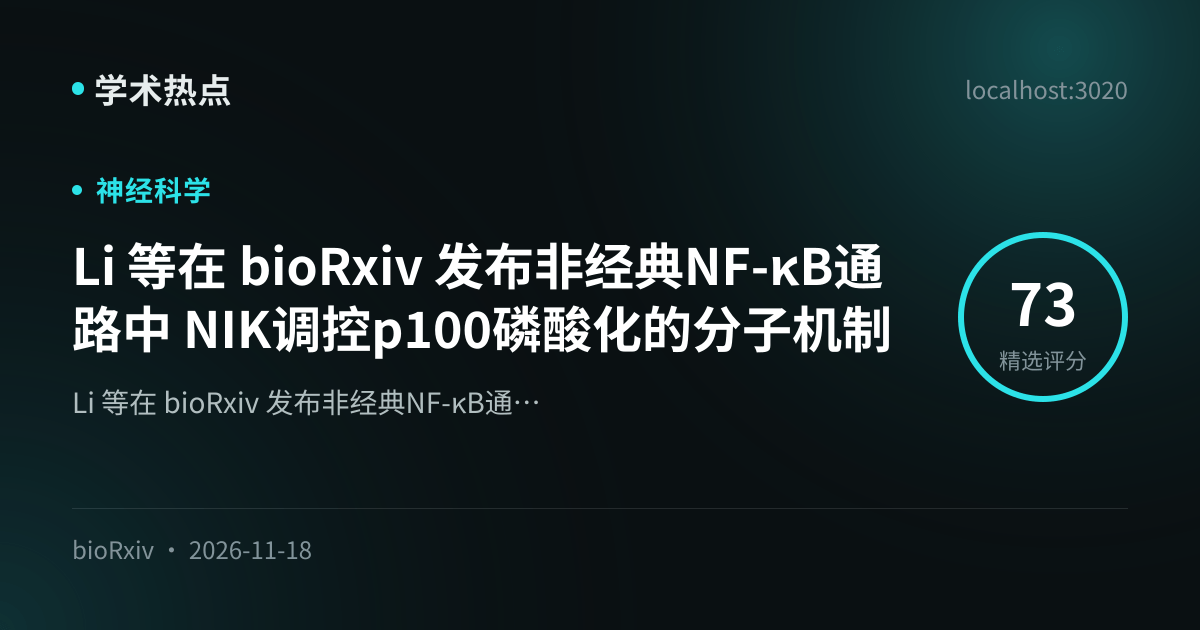 学术热点
localhost:3020
神经科学
Li 等在 bioRxiv 发布非经典NF-κB通
路中 NIK调控p100磷酸化的分子机制
73
精选评分
Li 等在 bioRxiv 发布非经典NF-κB通…
bioRxiv · 2026-11-18